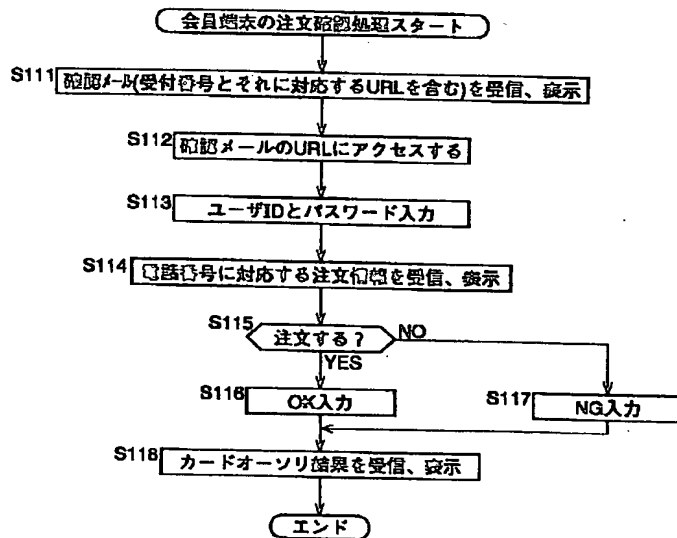 会員端末の注文確認処理スタート
S111
確認メール(受付番号とそれに対応するURLを含む)を受信、表示
S112
確認メールのURLにアクセスする
S113
ユーザIDとパスワード入力
S114
電話番号に対応する注文情報を受信、表示
S115
注文する?
NO
YES
S116
OK入力
S117
NG入力
S118
カードオーソリ結果を受信、表示
エンド